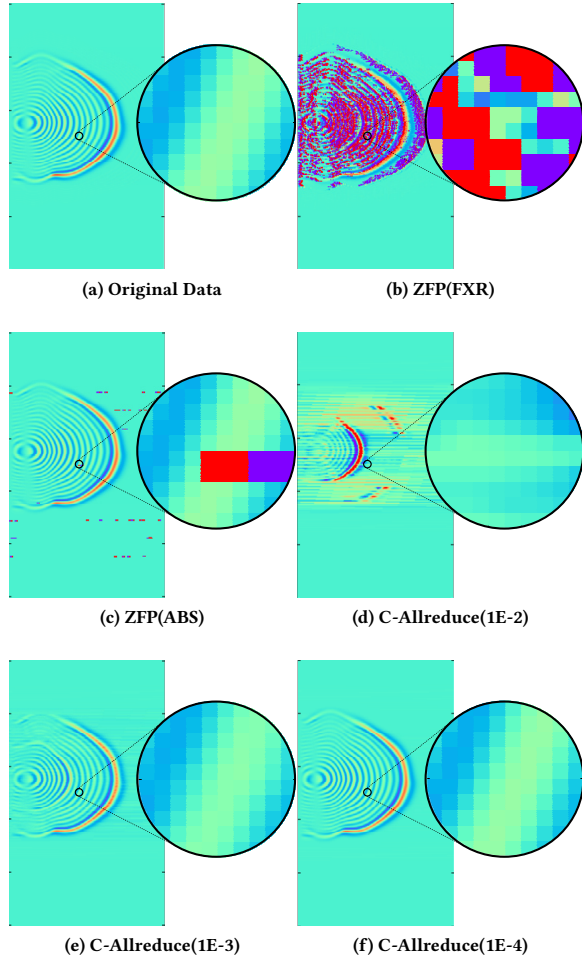 (a) Original Data
(b) ZFP(FXR)
(c) ZFP(ABS)
(d) C-Allreduce(1E-2)
(e) C-Allreduce(1E-3)
(f) C-Allreduce(1E-4)